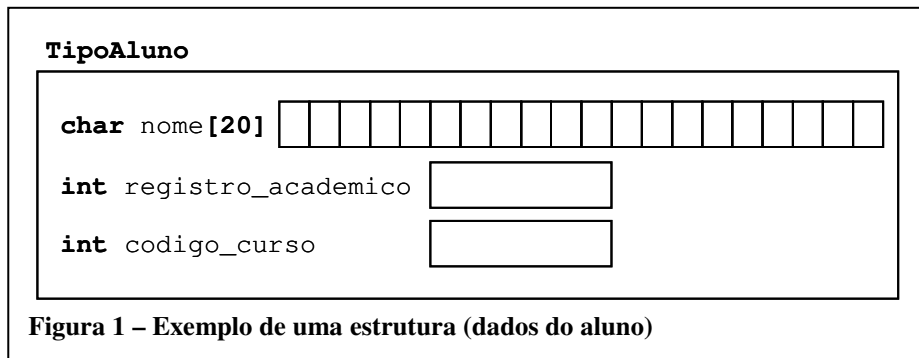 TipoAluno
char nome[20]
int registro_academico
int codigo_curso
Figura 1 – Exemplo de uma estrutura (dados do aluno)